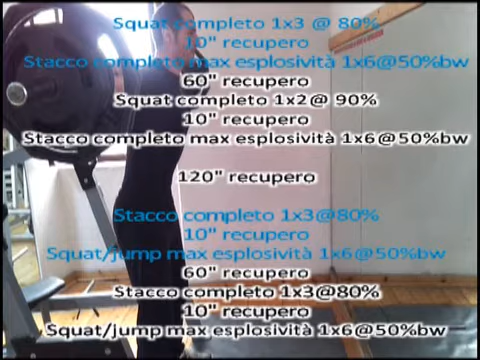 Squat completo 1x3 @ 80%
10" recupero
Stacco completo max esplosività 1x6@50%bw
60" recupero
Squat completo 1x2@ 90%
10" recupero
Stacco completo max esplosività 1x6@50%bw
120" recupero
Stacco completo 1x3@80%
10" recupero
Squat/jump max esplosività 1x6@50%bw
60" recupero
Stacco completo 1x3@80%
10" recupero
Squat/jump max esplosività 1x6@50%bw